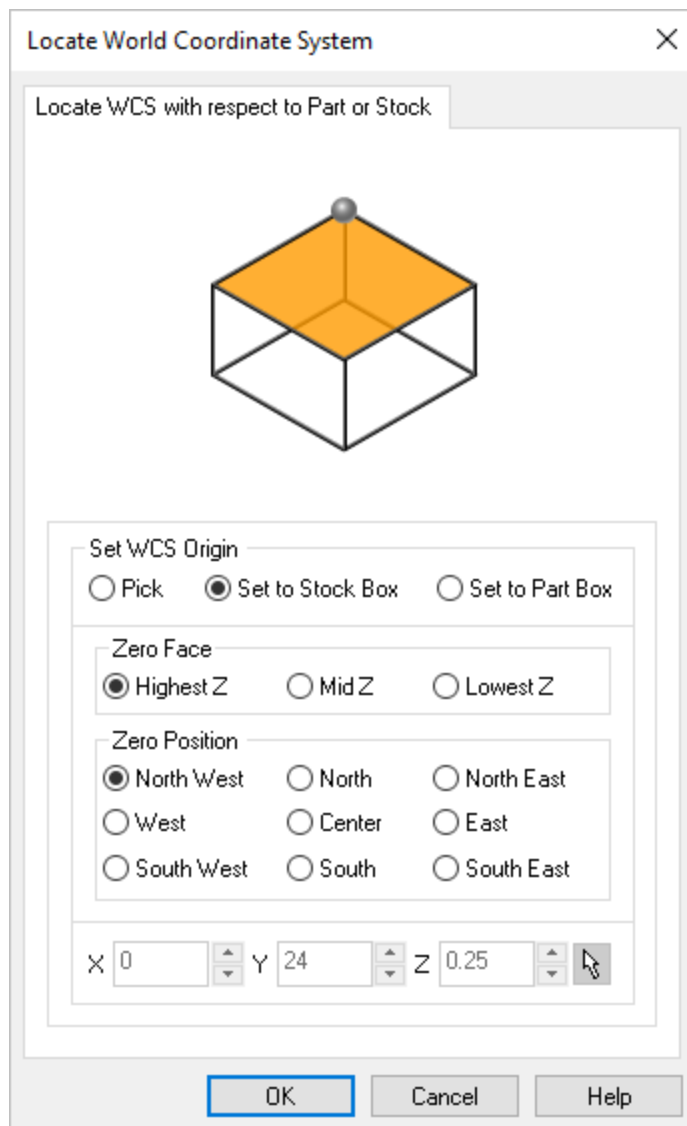 Locate World Coordinate System
Locate WCS with respect to Part or Stock
Set WCS Origin
Pick Set to Stock Box Set to Part Box
Zero Face
Highest Z Mid Z Lowest Z
Zero Position
North West North North East
West Center East
South West South South East
X 0 Y 24 Z 0.25
OK Cancel Help